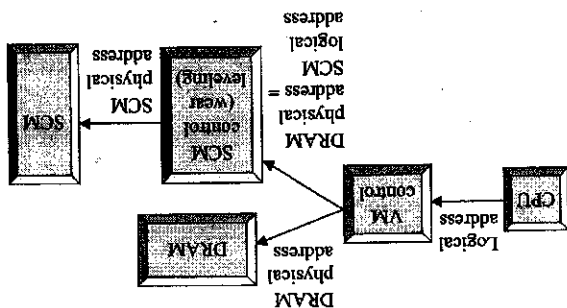 CPU
Logical
address
VM
control
DRAM
physical
address
DRAM
DRAM
physical
address =
SCM
logical
address
SCM
control
(wear
leveling)
SCM
physical
address
SCM